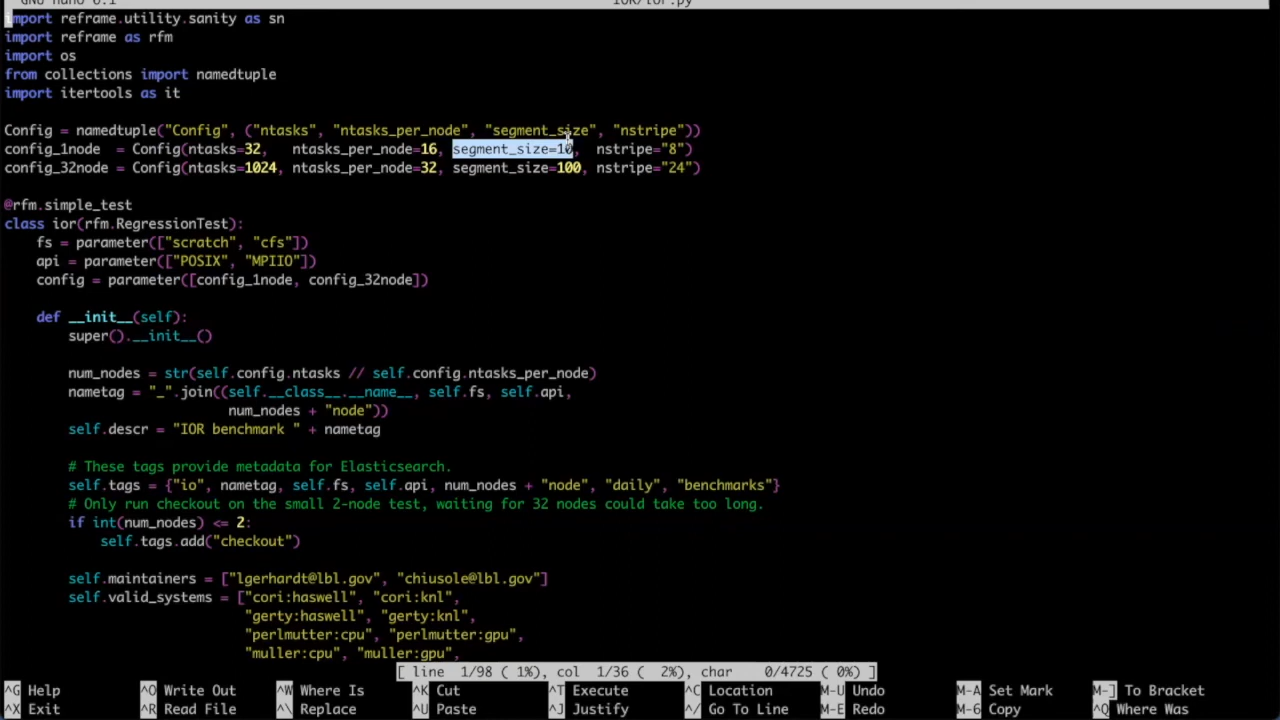 GNU nano 6.1 IOR/ior.py
import reframe.utility.sanity as sn
import reframe as rfm
import os
from collections import namedtuple
import itertools as it
Config = namedtuple("Config", ("ntasks", "ntasks_per_node", "segment_size", "nstripe"))
config_1node  = Config(ntasks=32,   ntasks_per_node=16, segment_size=10,  nstripe="8")
config_32node = Config(ntasks=1024, ntasks_per_node=32, segment_size=100, nstripe="24")
@rfm.simple_test
class ior(rfm.RegressionTest):
    fs = parameter(["scratch", "cfs"])
    api = parameter(["POSIX", "MPIIO"])
    config = parameter([config_1node, config_32node])
    def __init__(self):
        super().__init__()
        num_nodes = str(self.config.ntasks // self.config.ntasks_per_node)
        nametag = "_".join((self.__class__.__name__, self.fs, self.api,
                            num_nodes + "node"))
        self.descr = "IOR benchmark " + nametag
        # These tags provide metadata for Elasticsearch.
        self.tags = {"io", nametag, self.fs, self.api, num_nodes + "node", "daily", "benchmarks"}
        # Only run checkout on the small 2-node test, waiting for 32 nodes could take too long.
        if int(num_nodes) <= 2:
            self.tags.add("checkout")
        self.maintainers = ["lgerhardt@lbl.gov", "chiusole@lbl.gov"]
        self.valid_systems = ["cori:haswell", "cori:knl",
                              "gerty:haswell", "gerty:knl",
                              "perlmutter:cpu", "perlmutter:gpu",
                              "muller:cpu", "muller:gpu",
[ line  1/98 ( 1%), col  1/36 (  2%), char    0/4725 ( 0%) ]
^G Help ^O Write Out ^W Where Is ^K Cut ^T Execute ^C Location M-U Undo M-A Set Mark M-] To Bracket
^X Exit ^R Read File ^\ Replace ^U Paste ^J Justify ^/ Go To Line M-E Redo M-6 Copy ^Q Where Was